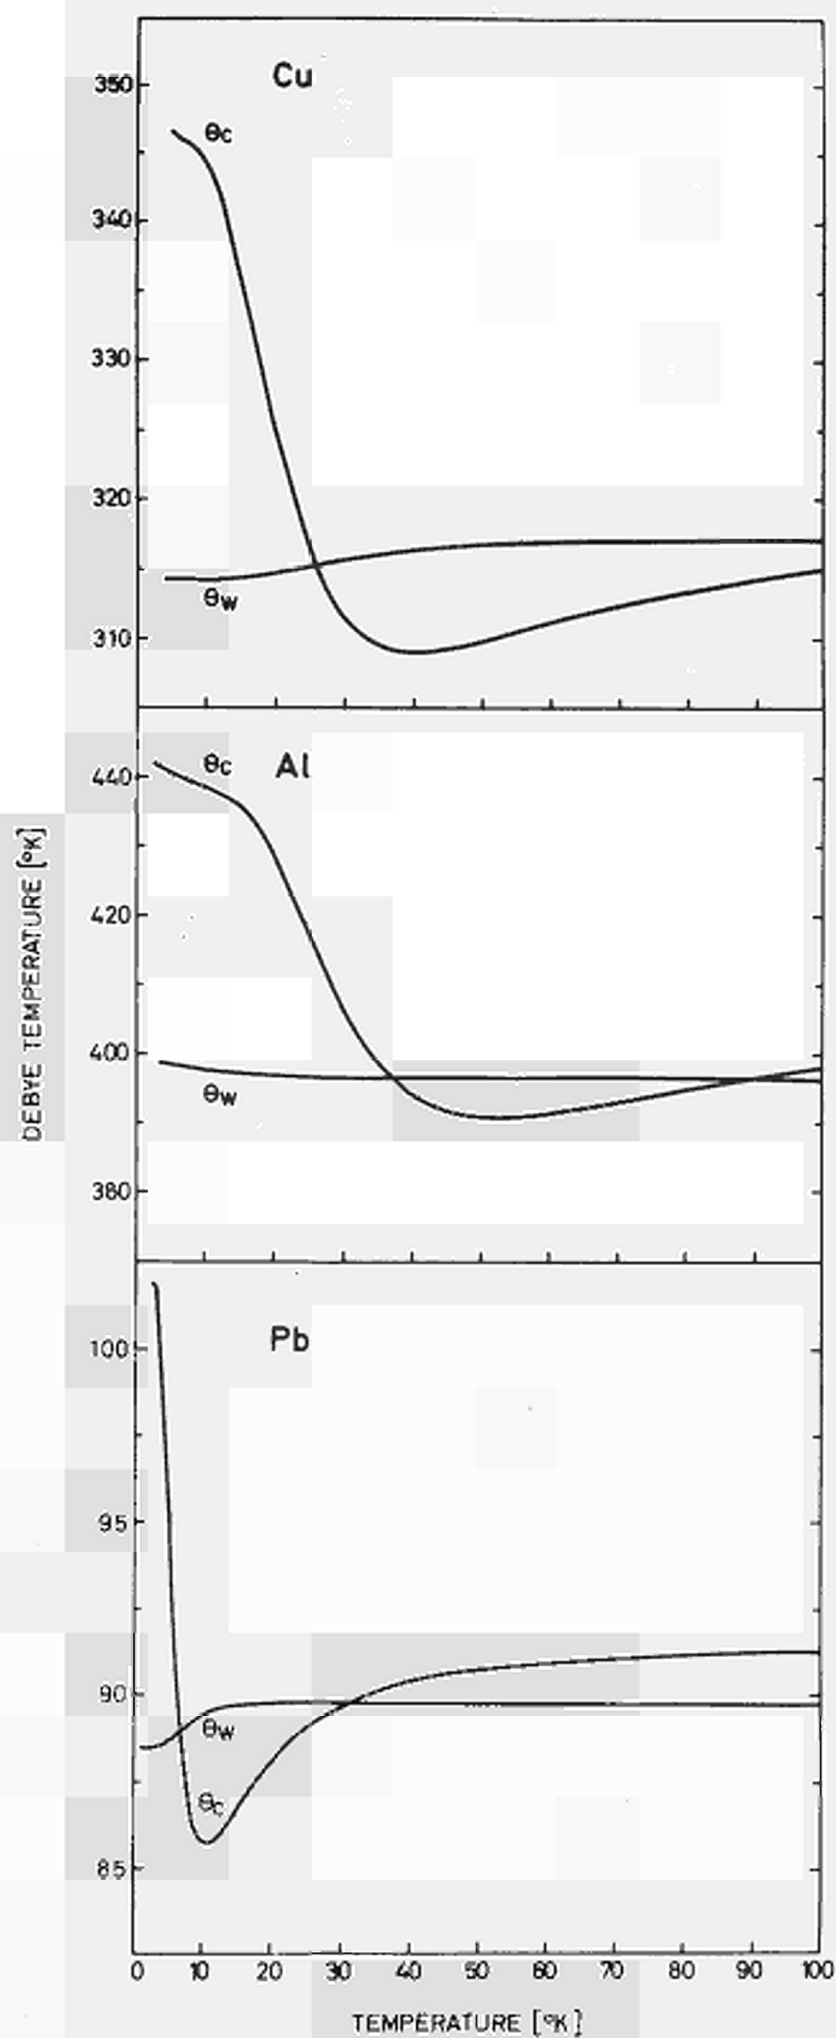 Cu
350
θc
340
330
320
θw
310
θc
Al
440
420
400
θw
380
DEBYE TEMPERATURE [°K]
Pb
100
95
90
θw
θc
85
0 10 20 30 40 50 60 70 80 90 100
TEMPERATURE [°K]